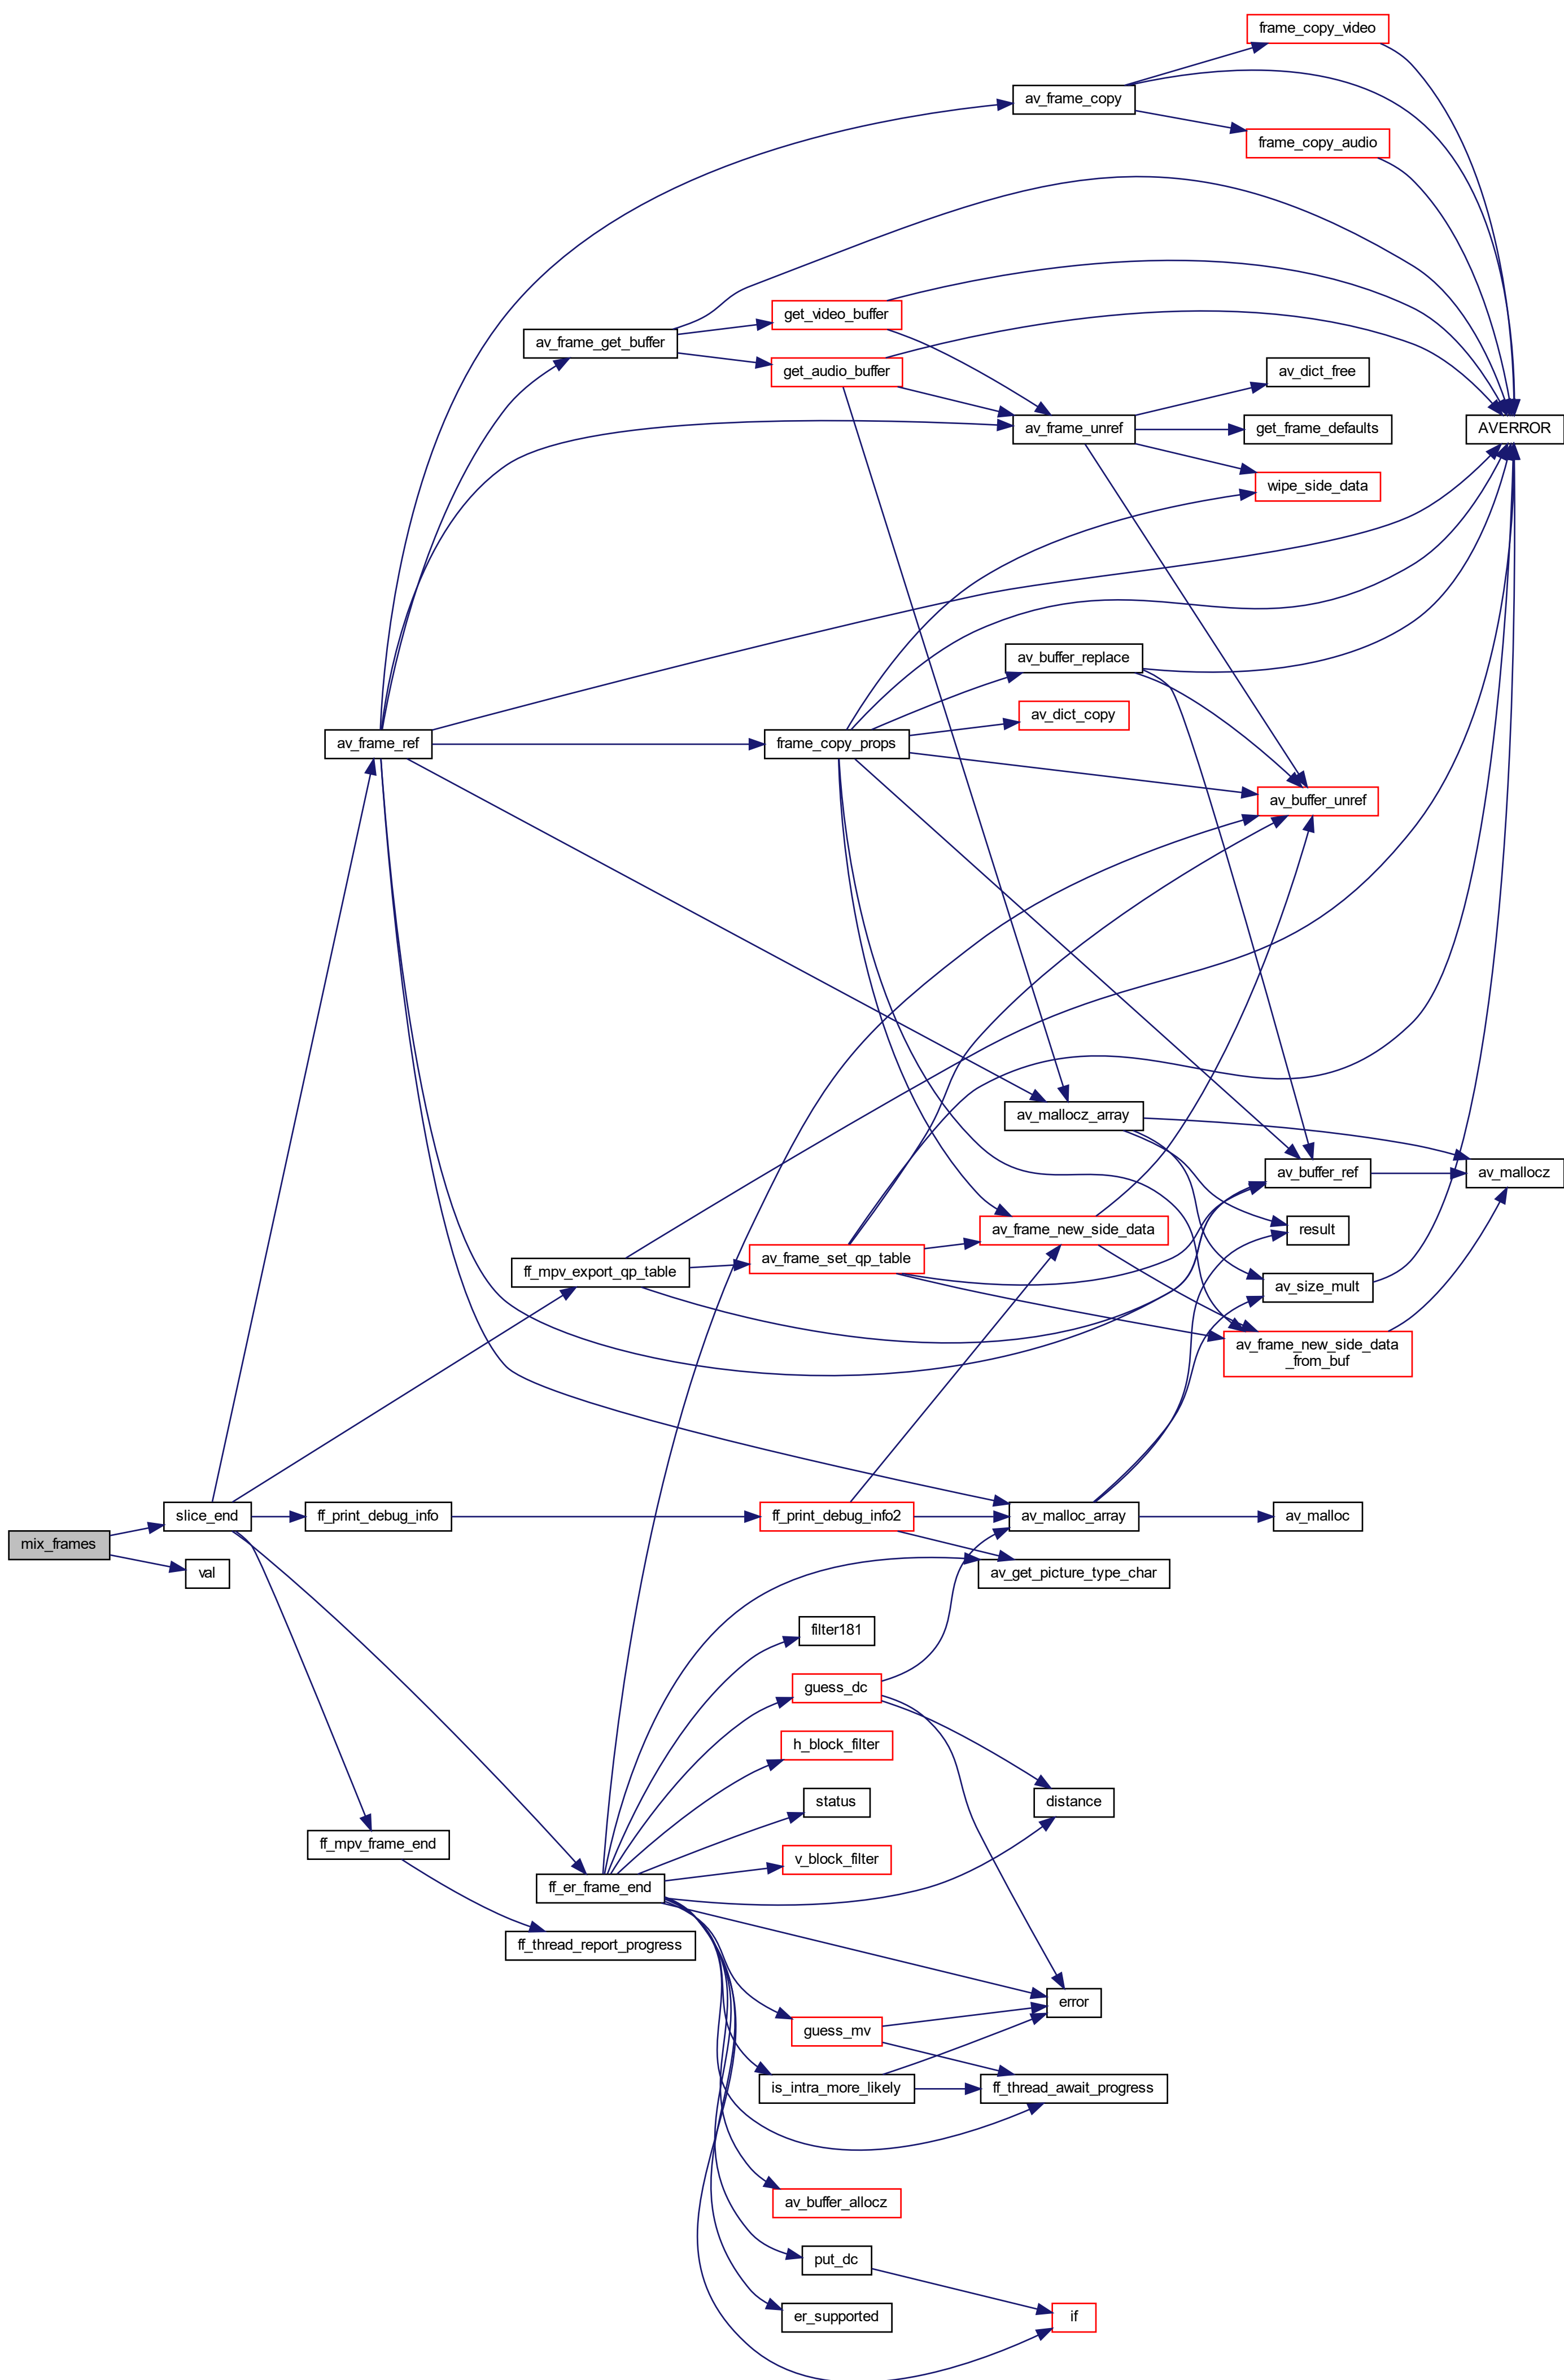 frame_copy_video
av_frame_copy
frame_copy_audio
get_video_buffer
av_frame_get_buffer
get_audio_buffer
av_dict_free
av_frame_unref
get_frame_defaults
AVERROR
wipe_side_data
av_buffer_replace
av_dict_copy
av_frame_ref
frame_copy_props
av_buffer_unref
av_mallocz_array
av_buffer_ref
av_mallocz
av_frame_new_side_data
result
av_frame_set_qp_table
ff_mpv_export_qp_table
av_size_mult
av_frame_new_side_data
_from_buf
slice_end
ff_print_debug_info
ff_print_debug_info2
av_malloc_array
av_malloc
mix_frames
val
av_get_picture_type_char
filter181
guess_dc
h_block_filter
status
distance
ff_mpv_frame_end
v_block_filter
ff_er_frame_end
ff_thread_report_progress
error
guess_mv
is_intra_more_likely
ff_thread_await_progress
av_buffer_allocz
put_dc
er_supported
if